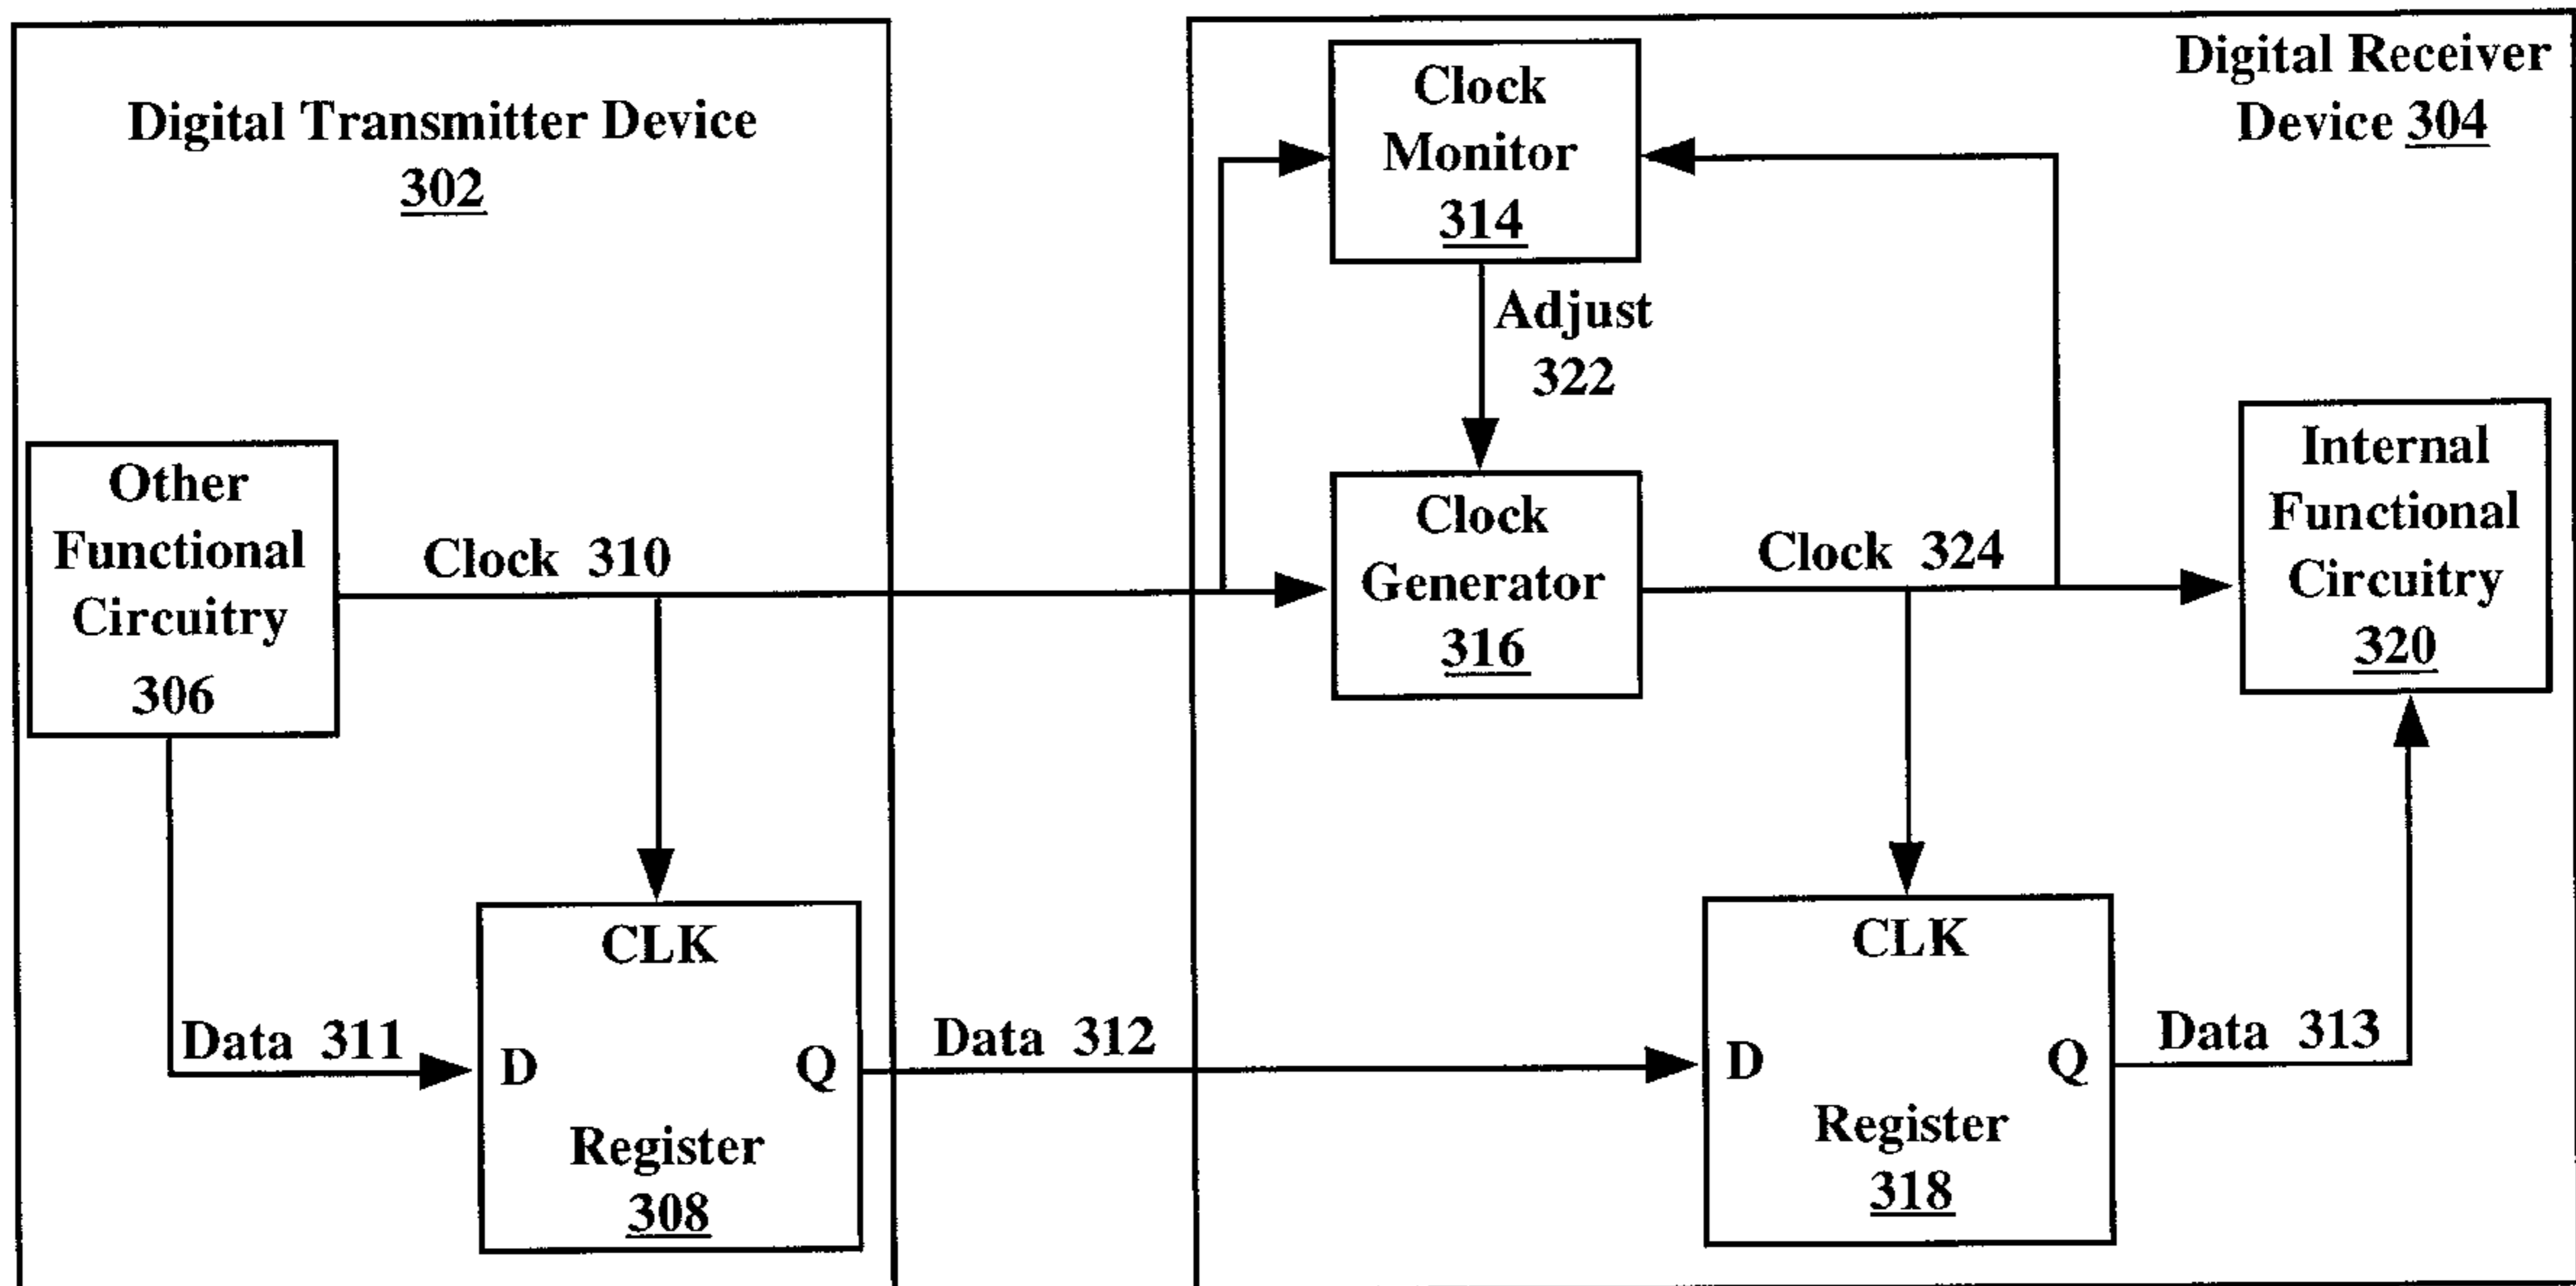 Digital Transmitter Device
302
Other
Functional
Circuitry
306
Clock 310
Data 311
CLK
D
Q
Register
308
Data 312
Digital Receiver
Device 304
Clock
Monitor
314
Adjust
322
Clock
Generator
316
Clock 324
Internal
Functional
Circuitry
320
CLK
D
Q
Register
318
Data 313